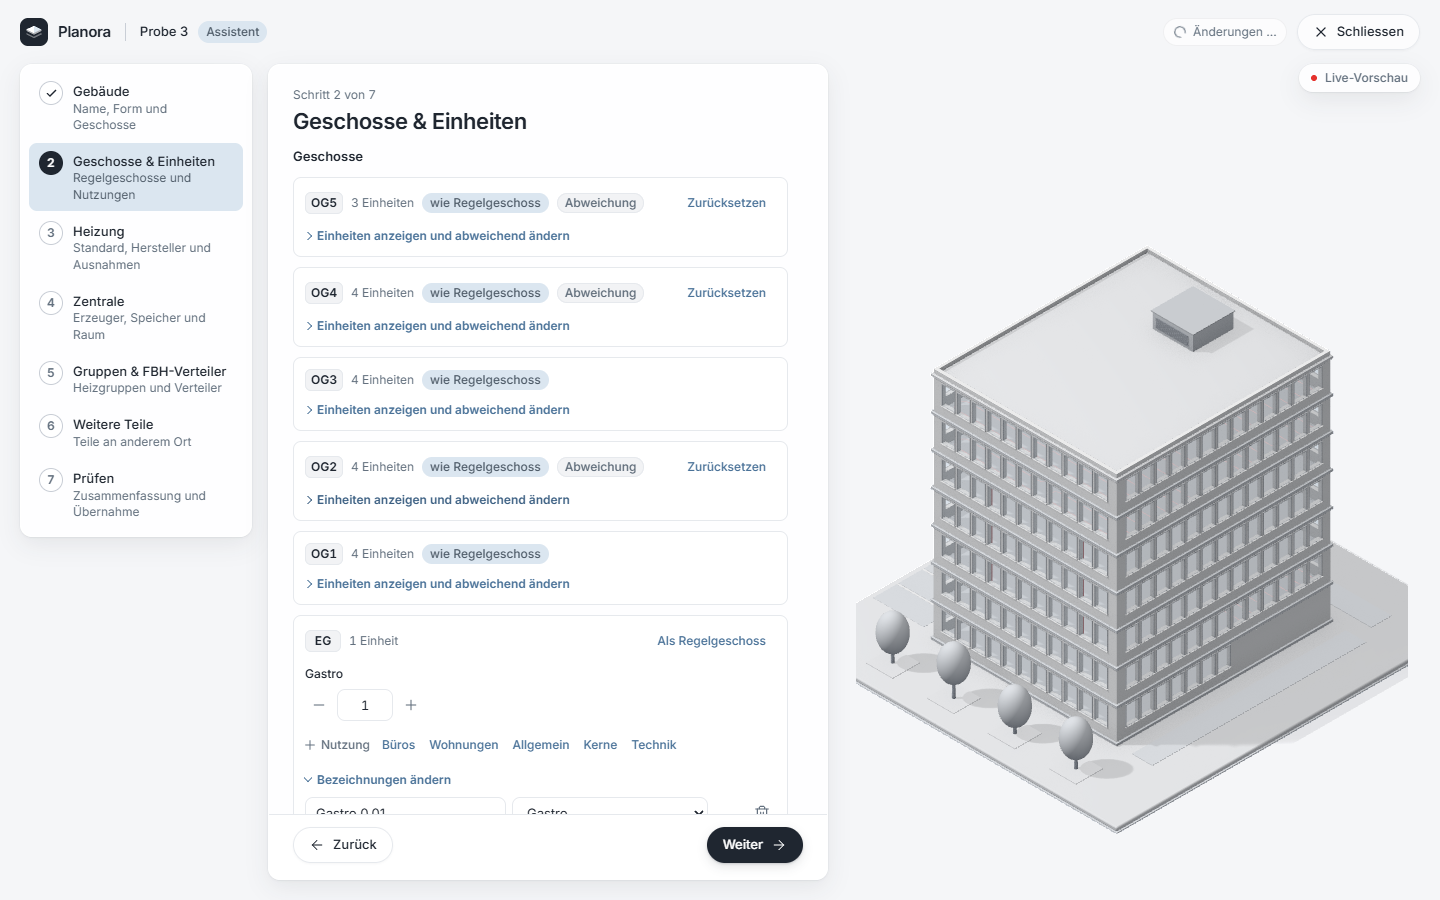 Planora
Probe 3
Assistent
Änderungen ...
Schliessen
Live-Vorschau
Gebäude
Name, Form und
Geschosse
2
Geschosse & Einheiten
Regelgeschosse und
Nutzungen
3
Heizung
Standard, Hersteller und
Ausnahmen
4
Zentrale
Erzeuger, Speicher und
Raum
5
Gruppen & FBH-Verteiler
Heizgruppen und Verteiler
6
Weitere Teile
Teile an anderem Ort
7
Prüfen
Zusammenfassung und
Übernahme
Schritt 2 von 7
Geschosse & Einheiten
Geschosse
OG5 3 Einheiten wie Regelgeschoss Abweichung Zurücksetzen
Einheiten anzeigen und abweichend ändern
OG4 4 Einheiten wie Regelgeschoss Abweichung Zurücksetzen
Einheiten anzeigen und abweichend ändern
OG3 4 Einheiten wie Regelgeschoss
Einheiten anzeigen und abweichend ändern
OG2 4 Einheiten wie Regelgeschoss Abweichung Zurücksetzen
Einheiten anzeigen und abweichend ändern
OG1 4 Einheiten wie Regelgeschoss
Einheiten anzeigen und abweichend ändern
EG 1 Einheit Als Regelgeschoss
Gastro
1
Nutzung Büros Wohnungen Allgemein Kerne Technik
Bezeichnungen ändern
Gastro 0.01 Gastro
Zurück
Weiter